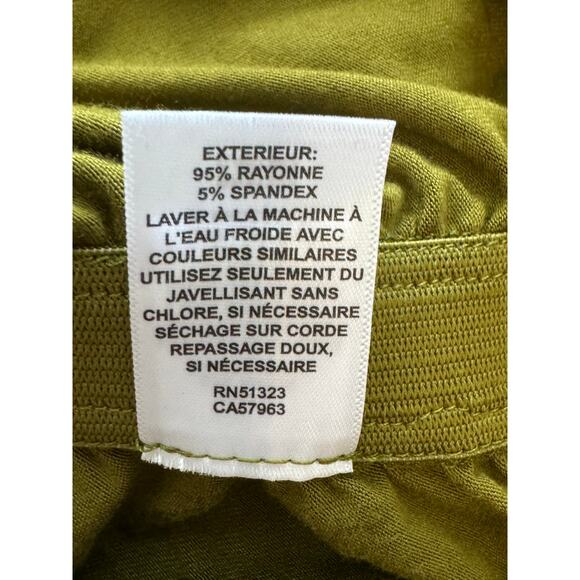 EXTERIEUR:
95% RAYONNE
5% SPANDEX
LAVER À LA MACHINE À
L'EAU FROIDE AVEC
COULEURS SIMILAIRES
UTILISEZ SEULEMENT DU
JAVELLISANT SANS
CHLORE, SI NÉCESSAIRE
SÉCHAGE SUR CORDE
REPASSAGE DOUX,
SI NÉCESSAIRE
RN51323
CA57963